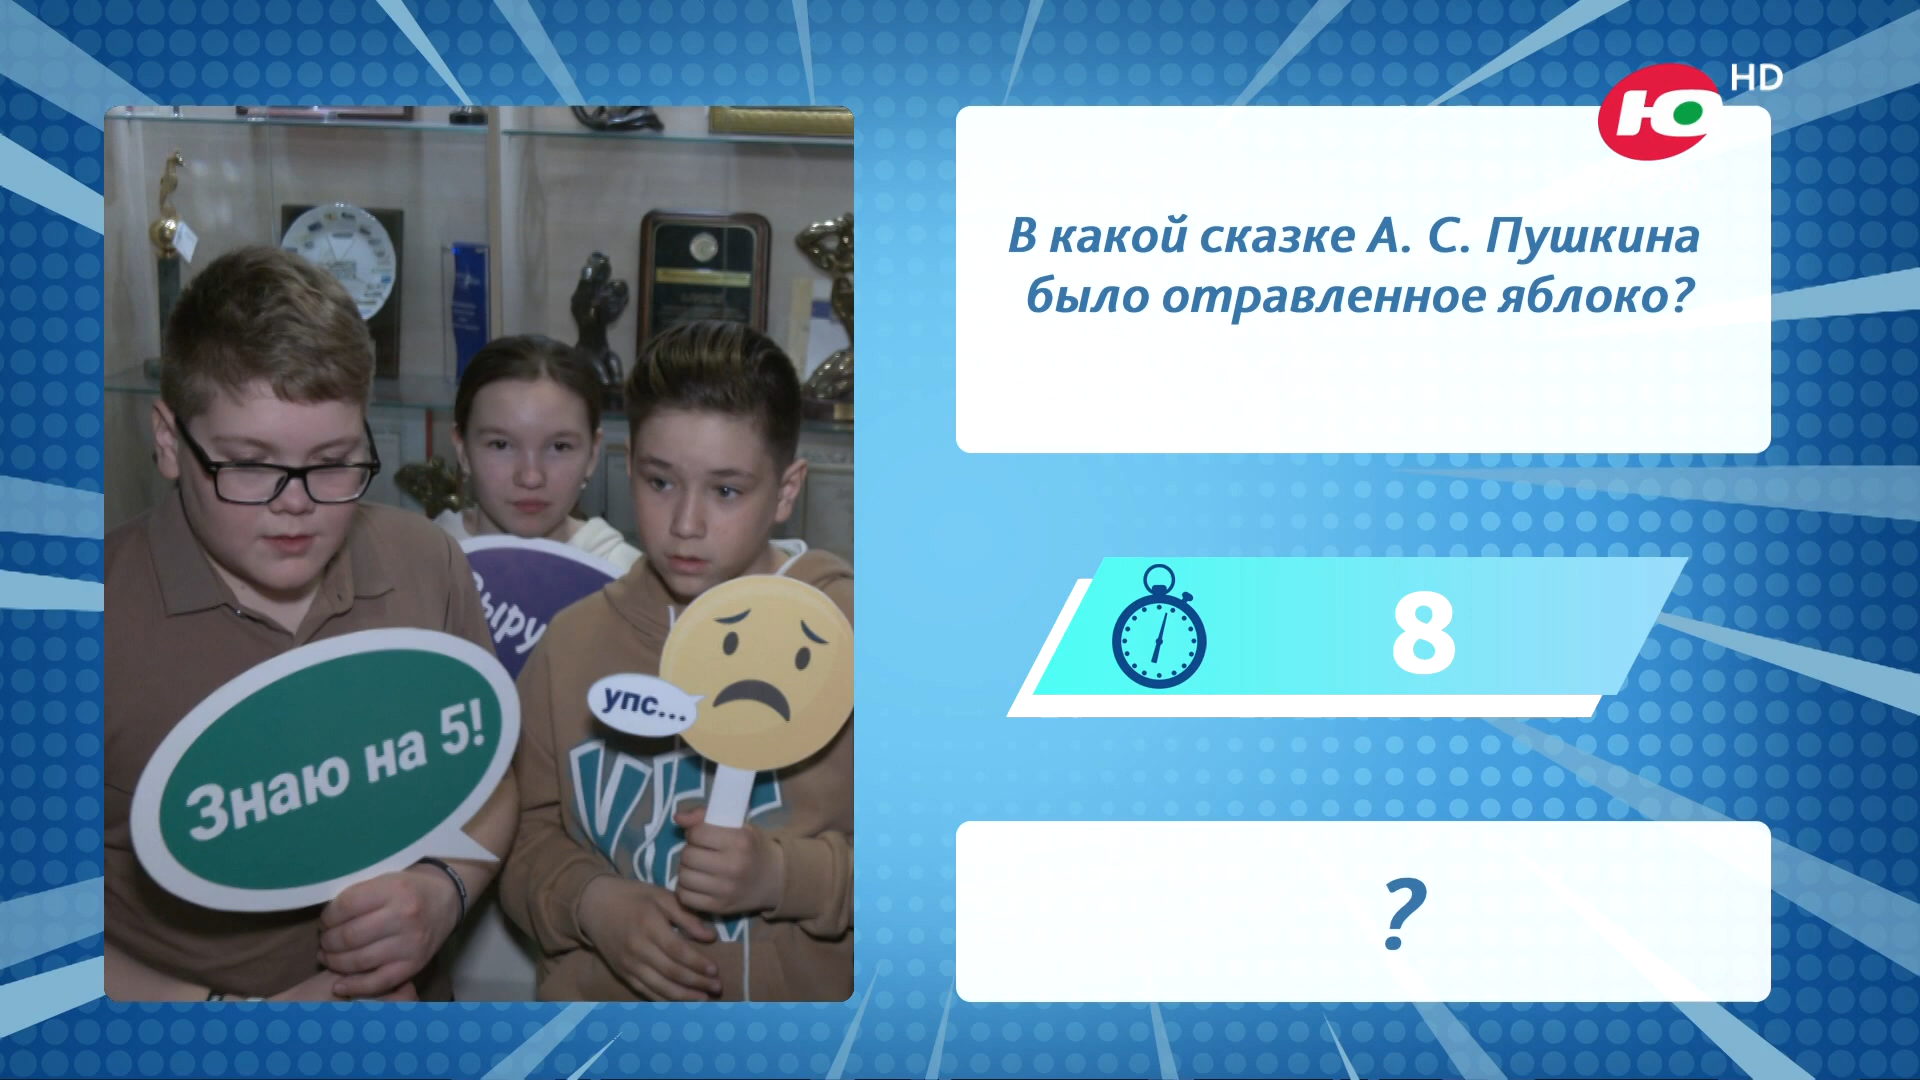 HD
Ю
В какой сказке А. С. Пушкина
было отравленное яблоко?
8
?
Знаю на 5!
упс...